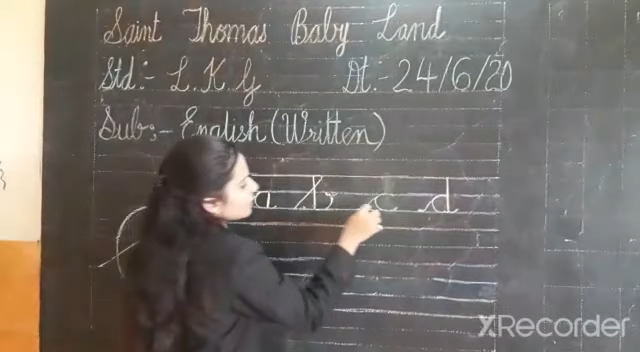 Saint Thomas Baby Land
Std:- L.K.G Dt:- 24/6/20
Sub:- English (Written)
a b c d
XRecorder